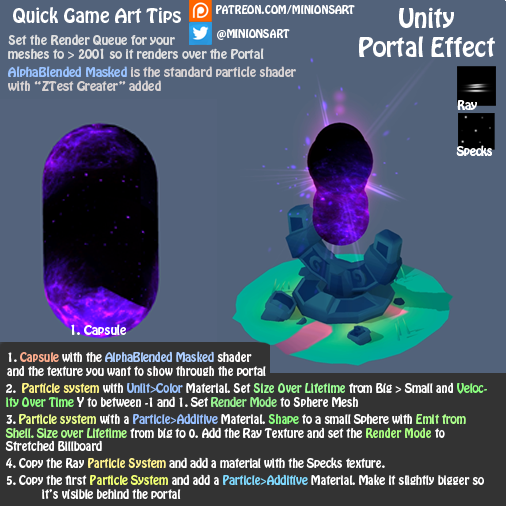 Quick Game Art Tips
PATREON.COM/MINIONSART
@MINIONSART
Unity
Portal Effect
Set the Render Queue for your
meshes to > 2001 so it renders over the Portal
AlphaBlended Masked is the standard particle shader
with "ZTest Greater" added
Ray
Specks
1. Capsule
1. Capsule with the AlphaBlended Masked shader
and the texture you want to show through the portal
2. Particle system with Unlit>Color Material. Set Size Over Lifetime from Big > Small and Veloc-
ity Over Time Y to between -1 and 1. Set Render Mode to Sphere Mesh
3. Particle system with a Particle>Additive Material. Shape to a small Sphere with Emit from
Shell. Size over Lifetime from big to 0. Add the Ray Texture and set the Render Mode to
Stretched Billboard
4. Copy the Ray Particle System and add a material with the Specks texture.
5. Copy the first Particle System and add a Particle>Additive Material. Make it slightly bigger so
it's visible behind the portal